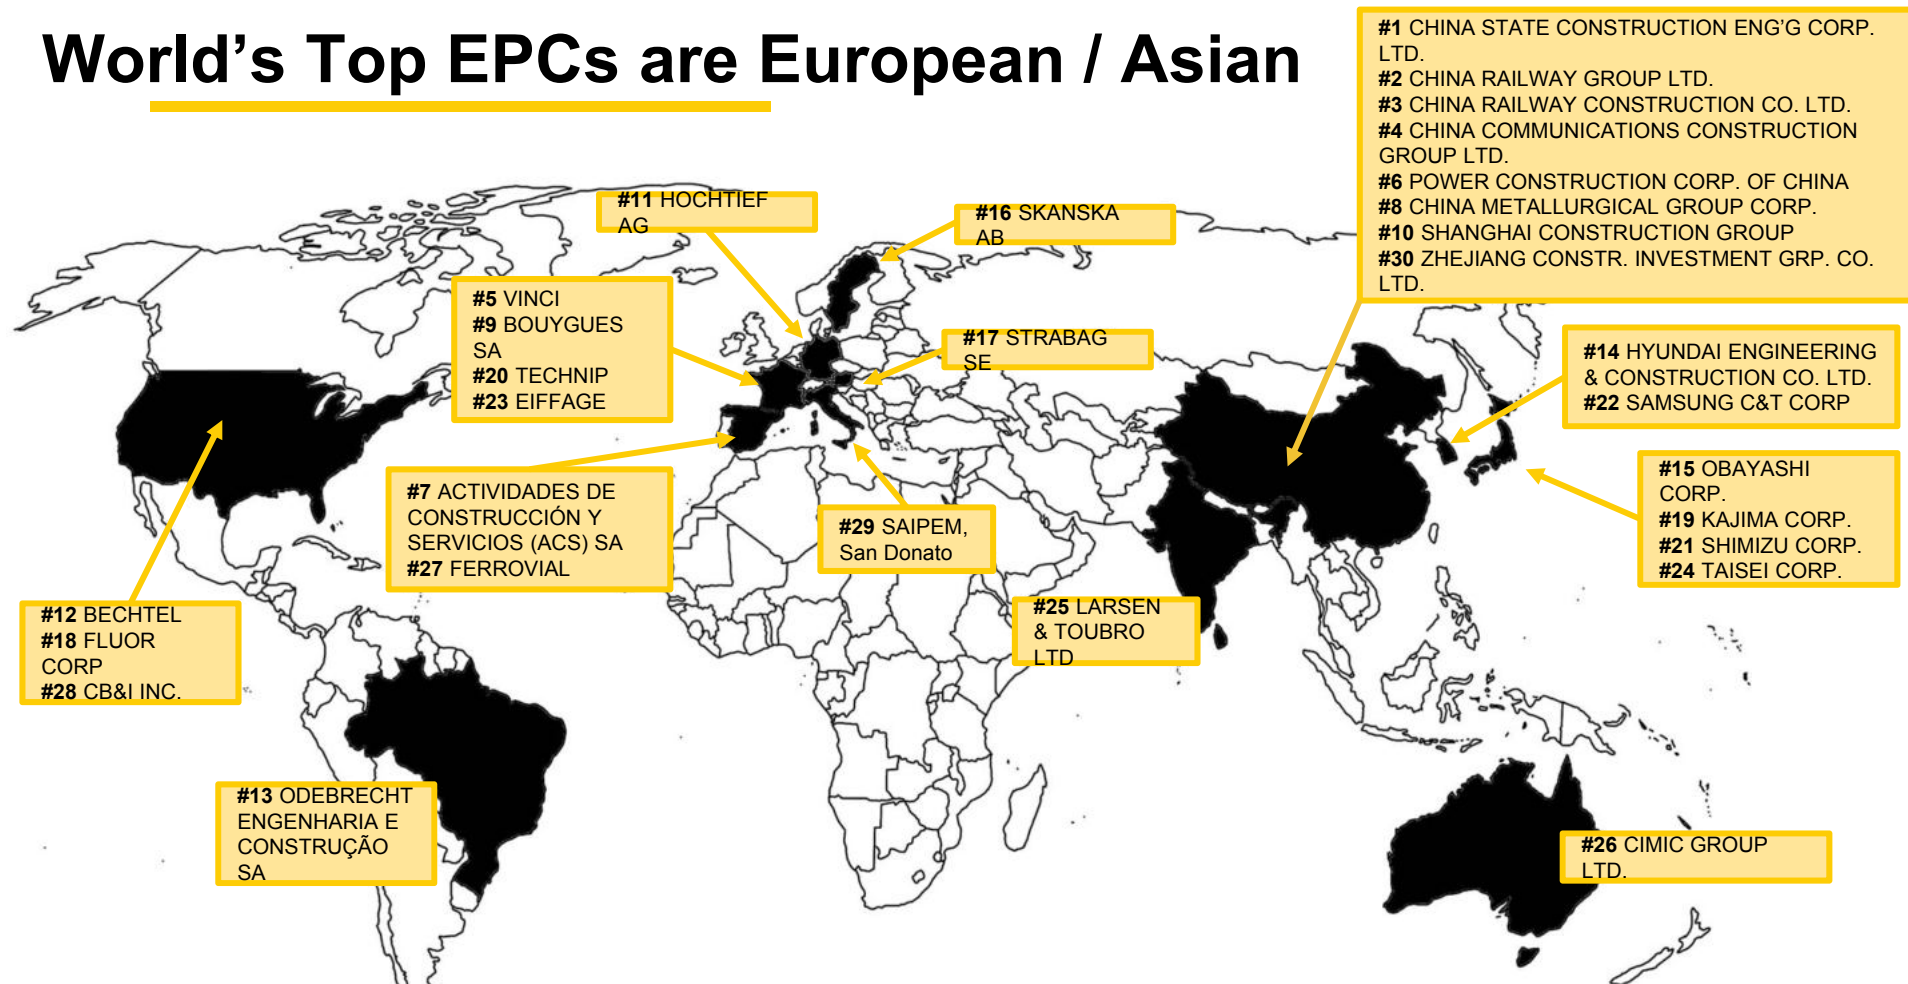 World's Top EPCs are European / Asian
#1 CHINA STATE CONSTRUCTION ENG'G CORP.
LTD.
#2 CHINA RAILWAY GROUP LTD.
#3 CHINA RAILWAY CONSTRUCTION CO. LTD.
#4 CHINA COMMUNICATIONS CONSTRUCTION
GROUP LTD.
#6 POWER CONSTRUCTION CORP. OF CHINA
#8 CHINA METALLURGICAL GROUP CORP.
#10 SHANGHAI CONSTRUCTION GROUP
#30 ZHEJIANG CONSTR. INVESTMENT GRP. CO.
LTD.
#11 HOCHTIEF
AG
#16 SKANSKA
AB
#5 VINCI
#9 BOUYGUES
SA
#20 TECHNIP
#23 EIFFAGE
#17 STRABAG
SE
#14 HYUNDAI ENGINEERING
& CONSTRUCTION CO. LTD.
#22 SAMSUNG C&T CORP
#7 ACTIVIDADES DE
CONSTRUCCIÓN Y
SERVICIOS (ACS) SA
#27 FERROVIAL
#29 SAIPEM,
San Donato
#15 OBAYASHI
CORP.
#19 KAJIMA CORP.
#21 SHIMIZU CORP.
#24 TAISEI CORP.
#12 BECHTEL
#18 FLUOR
CORP
#28 CB&I INC.
#25 LARSEN
& TOUBRO
LTD
#13 ODEBRECHT
ENGENHARIA E
CONSTRUÇÃO
SA
#26 CIMIC GROUP
LTD.